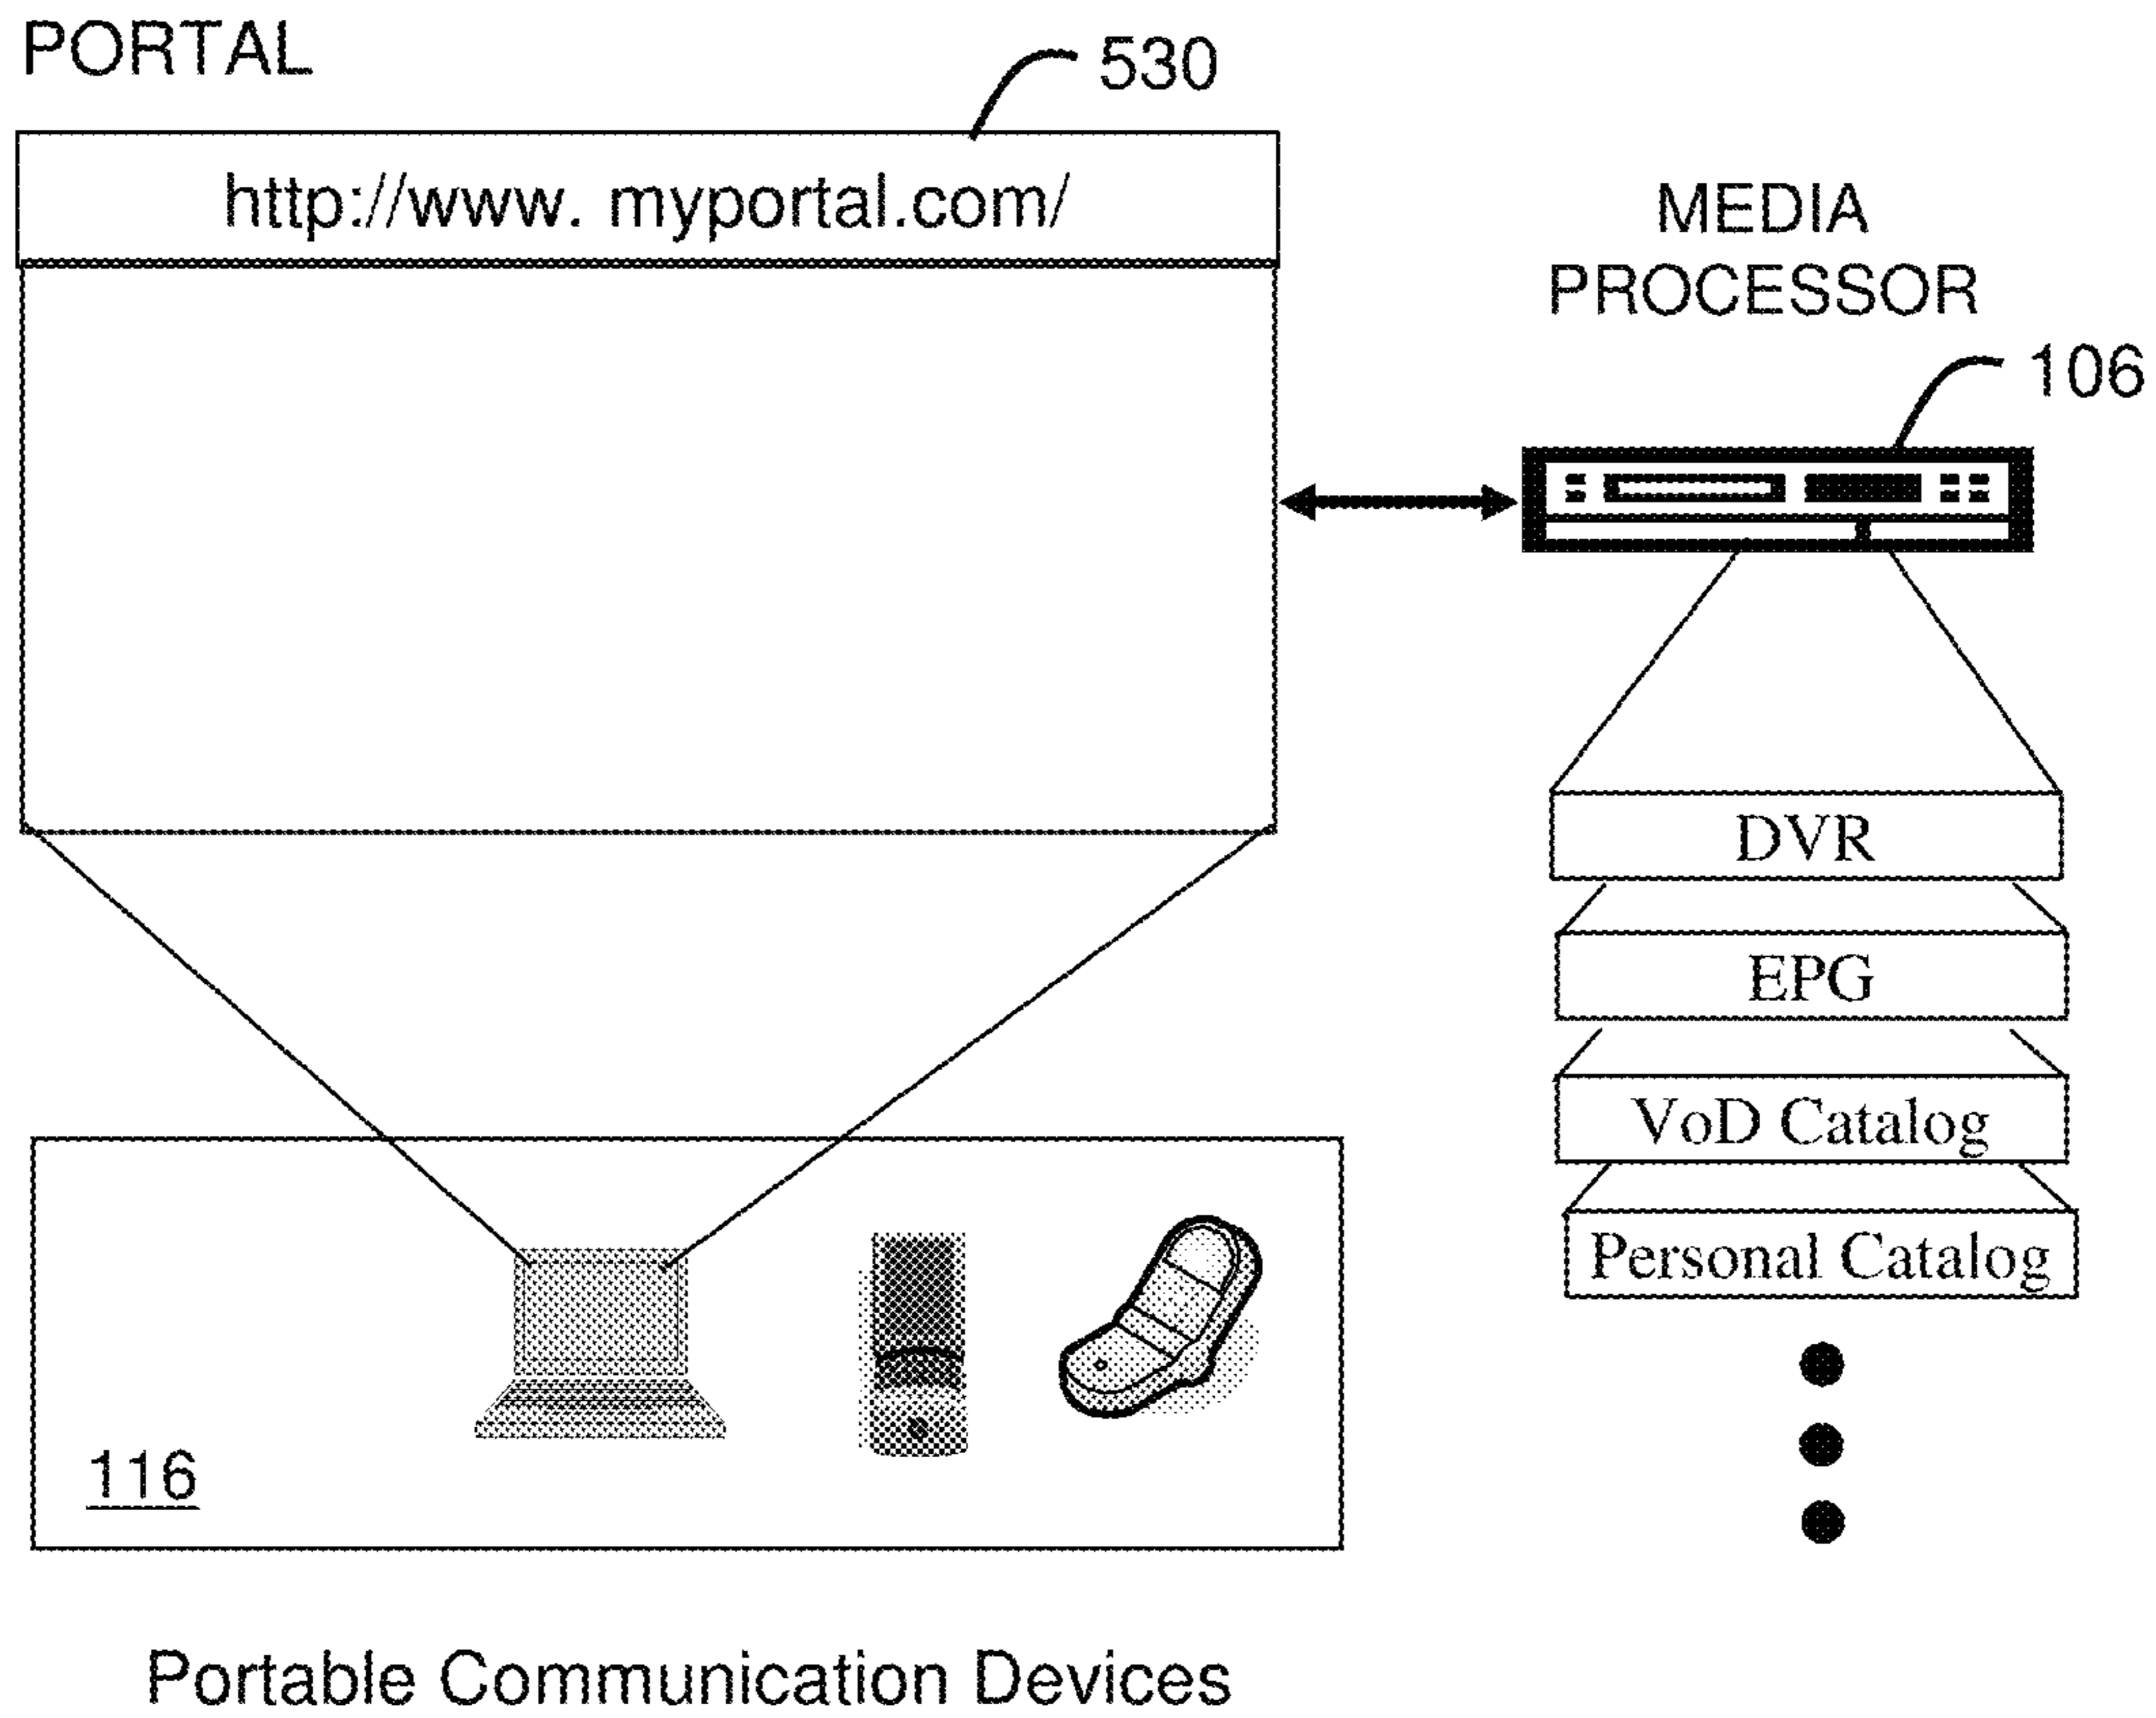 PORTAL
530
http://www. myportal.com/
MEDIA
PROCESSOR
106
DVR
EPG
VoD Catalog
Personal Catalog
116
Portable Communication Devices